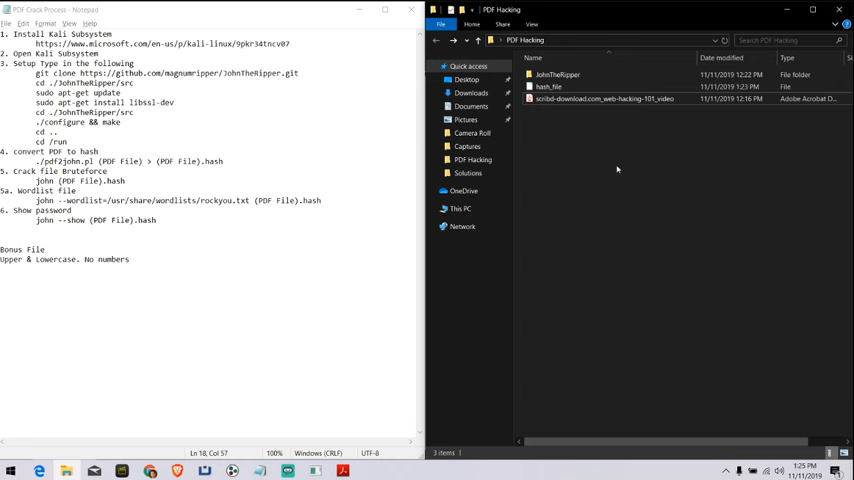 PDF Crack Process - Notepad
File Edit Format View Help
1. Install Kali Subsystem
https://www.microsoft.com/en-us/p/kali-linux/9pkr34tncv07
2. Open Kali Subsystem
3. Setup Type in the following
git clone https://github.com/magnumripper/JohnTheRipper.git
cd ./JohnTheRipper/src
sudo apt-get update
sudo apt-get install libssl-dev
cd ./JohnTheRipper/src
./configure && make
cd ..
cd /run
4. convert PDF to hash
./pdf2john.pl (PDF File) > (PDF File).hash
5. Crack file Bruteforce
john (PDF File).hash
5a. Wordlist file
john --wordlist=/usr/share/wordlists/rockyou.txt (PDF File).hash
6. Show password
john --show (PDF File).hash
Bonus File
Upper & Lowercase. No numbers
Ln 18, Col 57 100% Windows (CRLF) UTF-8
PDF Hacking
File Home Share View
PDF Hacking
Search PDF Hacking
Name Date modified Type Si
Quick access
Desktop
Downloads
Documents
Pictures
Camera Roll
Captures
PDF Hacking
Solutions
OneDrive
This PC
Network
JohnTheRipper 11/11/2019 12:22 PM File folder
hash_file 11/11/2019 1:23 PM File
scribd-download.com_web-hacking-101_video 11/11/2019 12:16 PM Adobe Acrobat D...
3 items
1:25 PM
11/11/2019